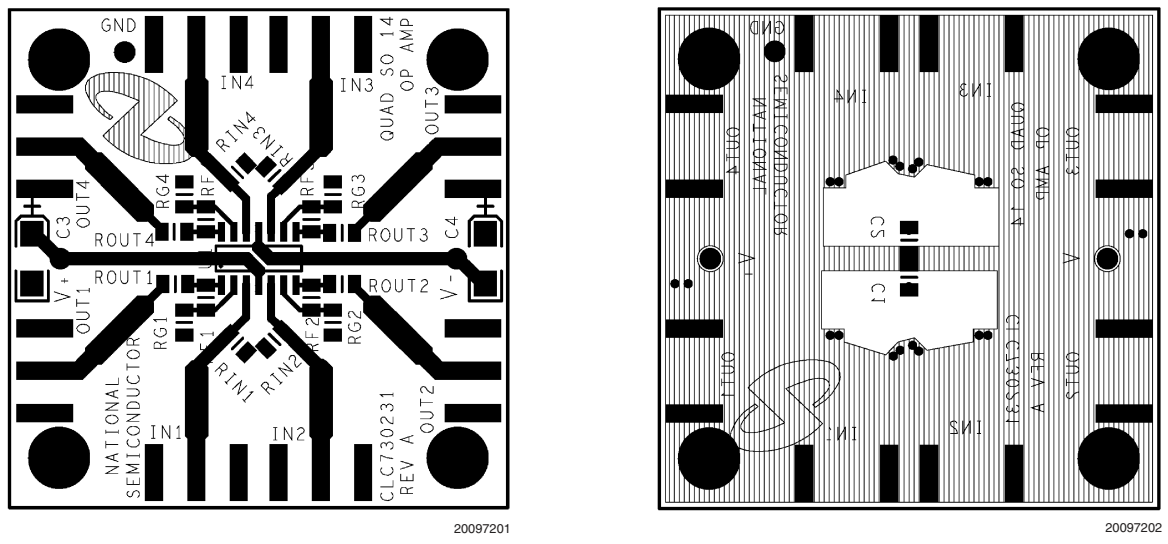 GND
IN4
IN3
QUAD SO 14
OP AMP
OUT3
RIN4
RIN3
RG4
RG3
OUT4
C3
C4
ROUT4
ROUT3
ROUT1
ROUT2
V+
V-
OUT1
RG1
RF2
RG2
RIN1
RIN2
NATIONAL
SEMICONDUCTOR
IN1
IN2
CLC730231
REV A
OUT2
20097201
GND
NATIONAL
SEMICONDUCTOR
IN4
IN3
OUT4
QUAD SO 14
OP AMP
OUT3
C2
C1
OUT1
CLC730231
REV A
OUT2
IN1
IN2
20097202